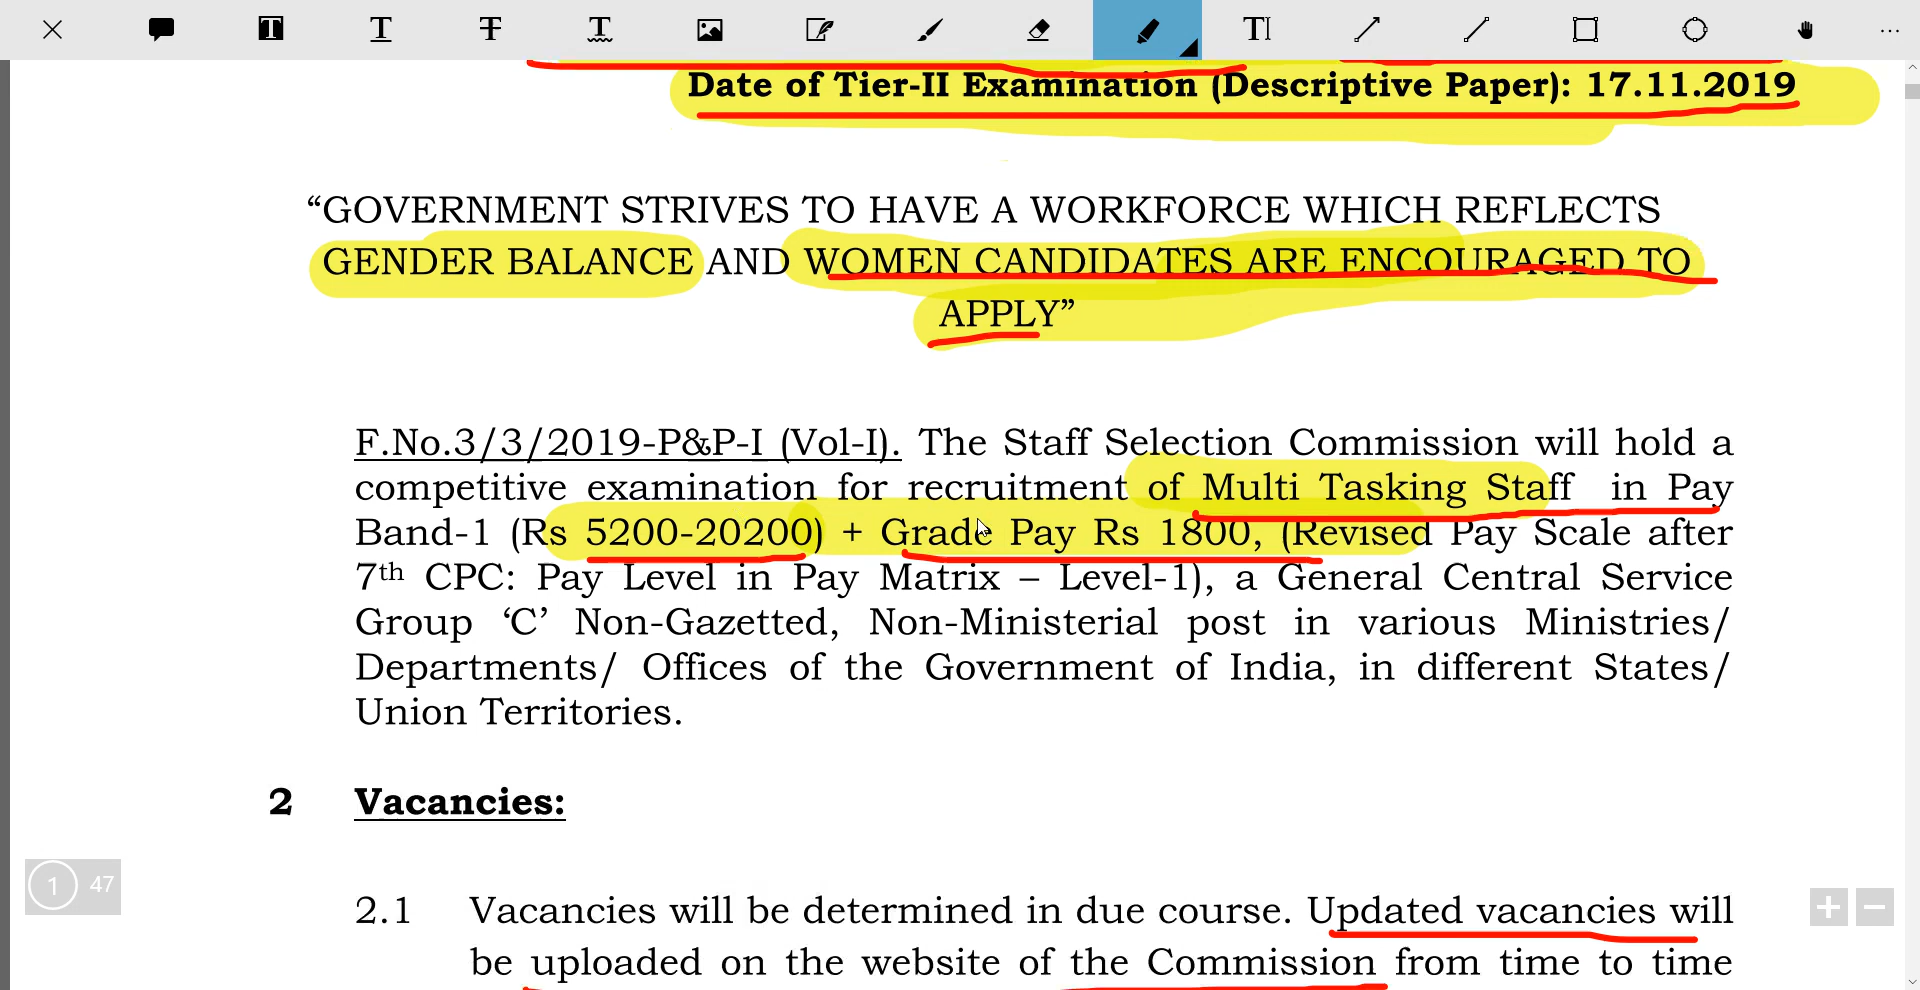 Date of Tier-II Examination (Descriptive Paper): 17.11.2019
“GOVERNMENT STRIVES TO HAVE A WORKFORCE WHICH REFLECTS
GENDER BALANCE AND WOMEN CANDIDATES ARE ENCOURAGED TO
APPLY”
F.No.3/3/2019-P&P-I (Vol-I). The Staff Selection Commission will hold a
competitive examination for recruitment of Multi Tasking Staff in Pay
Band-1 (Rs 5200-20200) + Grade Pay Rs 1800, (Revised Pay Scale after
7th CPC: Pay Level in Pay Matrix – Level-1), a General Central Service
Group ‘C’ Non-Gazetted, Non-Ministerial post in various Ministries/
Departments/ Offices of the Government of India, in different States/
Union Territories.
2 Vacancies:
2.1 Vacancies will be determined in due course. Updated vacancies will
be uploaded on the website of the Commission from time to time
1 47